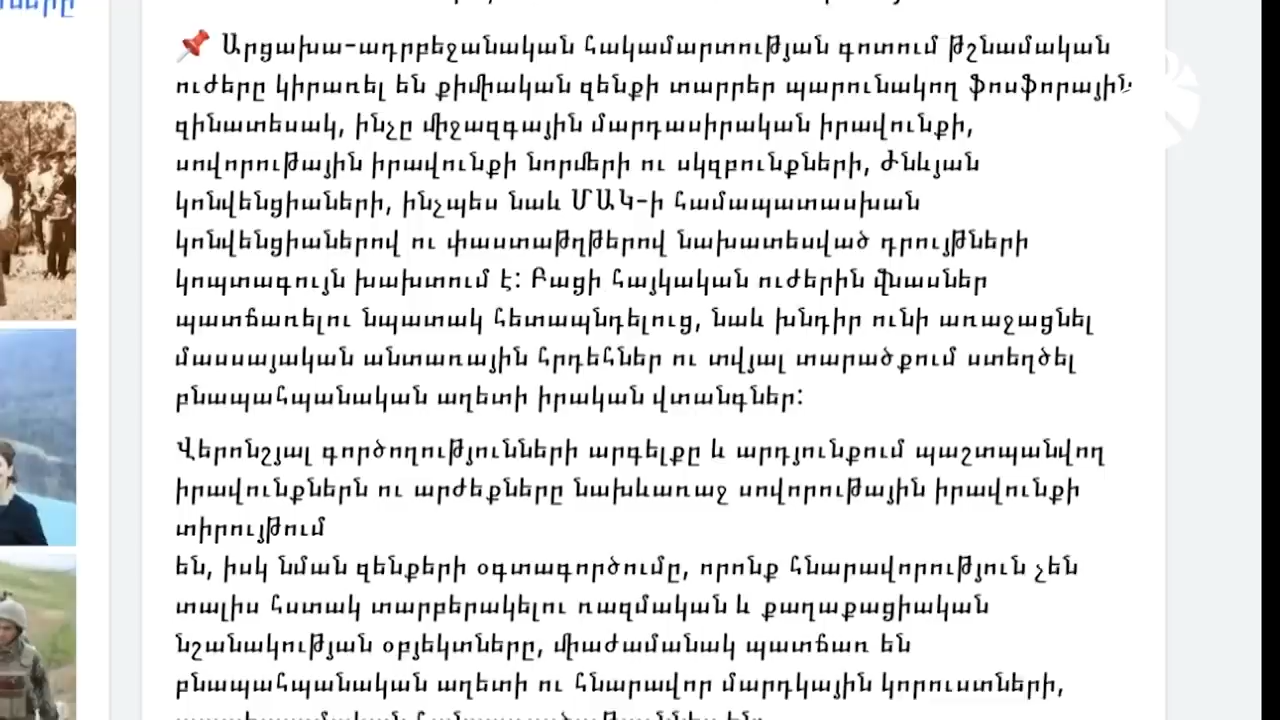 📌 Արցախա-ադրբեջանական հակամարտության գոտում թշնամական
ուժերը կիրառել են քիմիական զենքի տարրեր պարունակող ֆոսֆորային
զինատեսակ, ինչը միջազգային մարդասիրական իրավունքի,
սովորութային իրավունքի նորմերի ու սկզբունքների, Ժնևյան
կոնվենցիաների, ինչպես նաև ՄԱԿ-ի համապատասխան
կոնվենցիաներով ու փաստաթղթերով նախատեսված դրույթների
կոպտագույն խախտում է: Բացի հայկական ուժերին վնասներ
պատճառելու նպատակ հետապնդելուց, նաև խնդիր ունի առաջացնել
մասսայական անտառային հրդեհներ ու տվյալ տարածքում ստեղծել
բնապահպանական աղետի իրական վտանգներ:
Վերոնշյալ գործողությունների արգելքը և արդյունքում պաշտպանվող
իրավունքներն ու արժեքները նախևառաջ սովորութային իրավունքի
տիրույթում
են, իսկ նման զենքերի օգտագործումը, որոնք հնարավորություն չեն
տալիս հստակ տարբերակելու ռազմական և քաղաքացիական
նշանակության օբյեկտները, միաժամանակ պատճառ են
բնապահպանական աղետի ու հնարավոր մարդկային կորուստների,